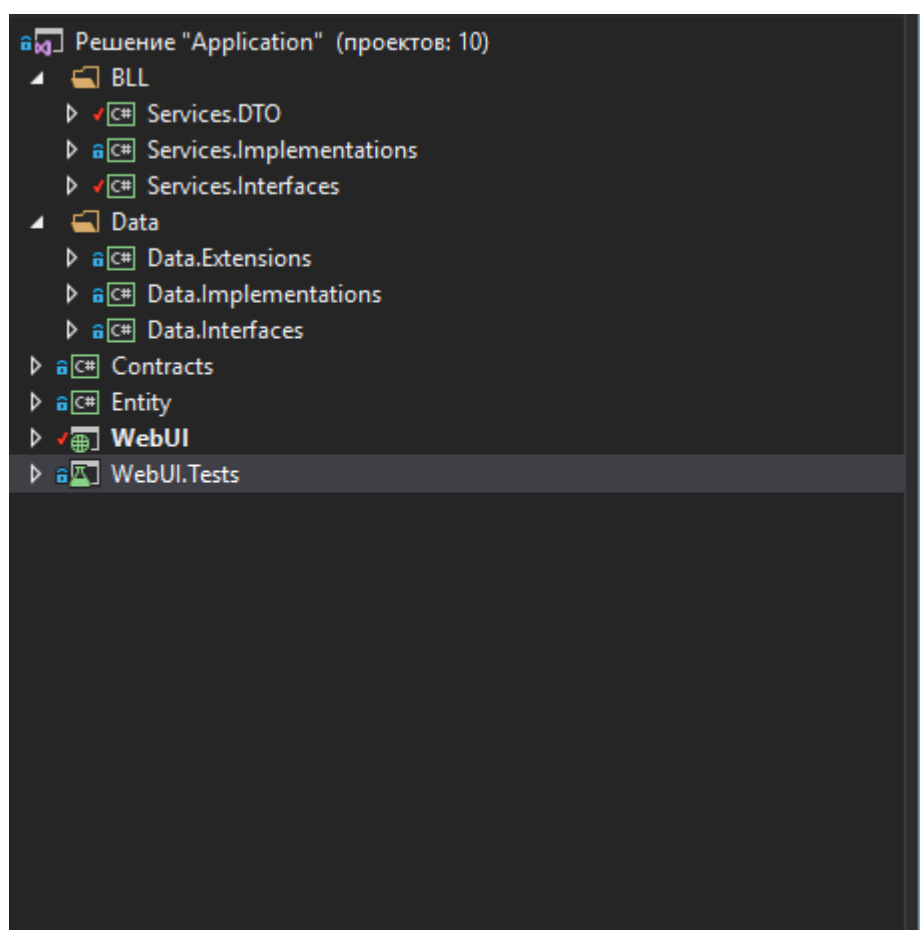 Решение "Application" (проектов: 10)
BLL
C# Services.DTO
C# Services.Implementations
C# Services.Interfaces
Data
C# Data.Extensions
C# Data.Implementations
C# Data.Interfaces
C# Contracts
C# Entity
WebUI
WebUI.Tests